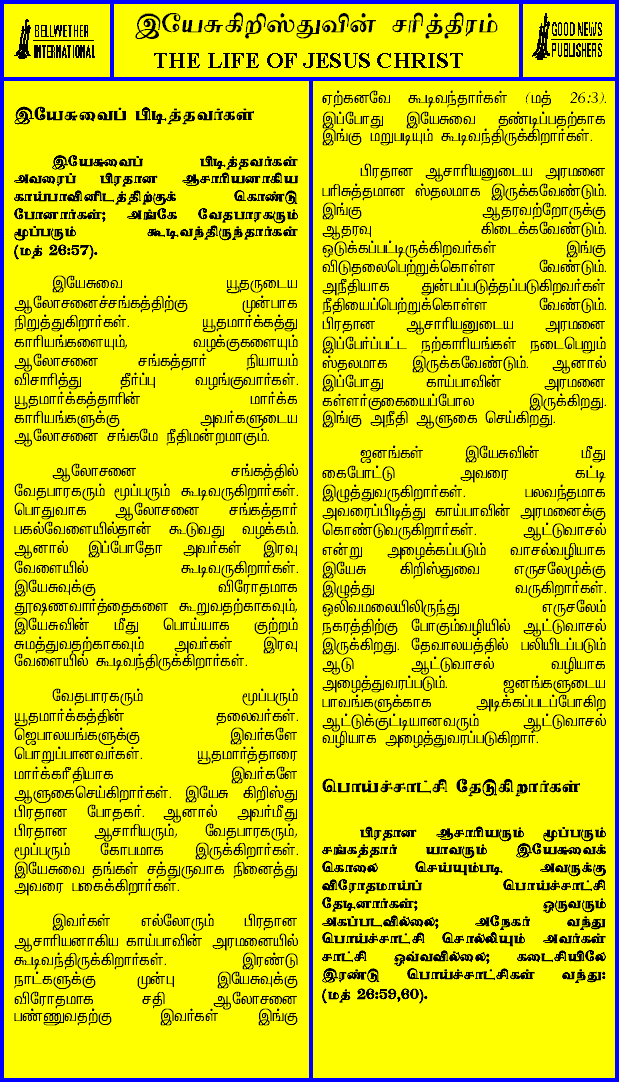 BELLWETHER
INTERNATIONAL
இயேசுகிறிஸ்துவின் சரித்திரம்
THE LIFE OF JESUS CHRIST
GOOD NEWS
PUBLISHERS
இயேசுவைப் பிடித்தவர்கள்
இயேசுவைப் பிடித்தவர்கள்
அவரைப் பிரதான ஆசாரியனாகிய
காய்பாவினிடத்திற்குக் கொண்டு
போனார்கள்; அங்கே வேதபாரகரும்
மூப்பரும் கூடிவந்திருந்தார்கள்
(மத் 26:57).
இயேசுவை யூதருடைய
ஆலோசனைச்சங்கத்திற்கு முன்பாக
நிறுத்துகிறார்கள். யூதமார்க்கத்து
காரியங்களையும், வழக்குகளையும்
ஆலோசனை சங்கத்தார் நியாயம்
விசாரித்து தீர்ப்பு வழங்குவார்கள்.
யூதமார்க்கத்தாரின் மார்க்க
காரியங்களுக்கு அவர்களுடைய
ஆலோசனை சங்கமே நீதிமன்றமாகும்.
ஆலோசனை சங்கத்தில்
வேதபாரகரும் மூப்பரும் கூடிவருகிறார்கள்.
பொதுவாக ஆலோசனை சங்கத்தார்
பகல்வேளையில்தான் கூடுவது வழக்கம்.
ஆனால் இப்போதோ அவர்கள் இரவு
வேளையில் கூடிவருகிறார்கள்.
இயேசுவுக்கு விரோதமாக
தூஷணவார்த்தைகளை கூறுவதற்காகவும்,
இயேசுவின் மீது பொய்யாக குற்றம்
சுமத்துவதற்காகவும் அவர்கள் இரவு
வேளையில் கூடிவந்திருக்கிறார்கள்.
வேதபாரகரும் மூப்பரும்
யூதமார்க்கத்தின் தலைவர்கள்.
ஜெபாலயங்களுக்கு இவர்களே
பொறுப்பானவர்கள். யூதமார்த்தாரை
மார்க்கரீதியாக இவர்களே
ஆளுகைசெய்கிறார்கள். இயேசு கிறிஸ்து
பிரதான போதகர். ஆனால் அவர்மீது
பிரதான ஆசாரியரும், வேதபாரகரும்,
மூப்பரும் கோபமாக இருக்கிறார்கள்.
இயேசுவை தங்கள் சத்துருவாக நினைத்து
அவரை பகைக்கிறார்கள்.
இவர்கள் எல்லோரும் பிரதான
ஆசாரியனாகிய காய்பாவின் அரமனையில்
கூடிவந்திருக்கிறார்கள். இரண்டு
நாட்களுக்கு முன்பு இயேசுவுக்கு
விரோதமாக சதி ஆலோசனை
பண்ணுவதற்கு இவர்கள் இங்கு
ஏற்கனவே கூடிவந்தார்கள் (மத் 26:3).
இப்போது இயேசுவை தண்டிப்பதற்காக
இங்கு மறுபடியும் கூடிவந்திருக்கிறார்கள்.
பிரதான ஆசாரியனுடைய அரமனை
பரிசுத்தமான ஸ்தலமாக இருக்கவேண்டும்.
இங்கு ஆதரவற்றோருக்கு
ஆதரவு கிடைக்கவேண்டும்.
ஒடுக்கப்பட்டிருக்கிறவர்கள் இங்கு
விடுதலைபெற்றுக்கொள்ள வேண்டும்.
அநீதியாக துன்பப்படுத்தப்படுகிறவர்கள்
நீதியைப்பெற்றுக்கொள்ள வேண்டும்.
பிரதான ஆசாரியனுடைய அரமனை
இப்பேர்ப்பட்ட நற்காரியங்கள் நடைபெறும்
ஸ்தலமாக இருக்கவேண்டும். ஆனால்
இப்போது காய்பாவின் அரமனை
கள்ளர்குகையைப்போல இருக்கிறது.
இங்கு அநீதி ஆளுகை செய்கிறது.
ஜனங்கள் இயேசுவின் மீது
கைபோட்டு அவரை கட்டி
இழுத்துவருகிறார்கள். பலவந்தமாக
அவரைப்பிடித்து காய்பாவின் அரமனைக்கு
கொண்டுவருகிறார்கள். ஆட்டுவாசல்
என்று அழைக்கப்படும் வாசல்வழியாக
இயேசு கிறிஸ்துவை எருசலேமுக்கு
இழுத்து வருகிறார்கள்.
ஒலிவமலையிலிருந்து எருசலேம்
நகரத்திற்கு போகும்வழியில் ஆட்டுவாசல்
இருக்கிறது. தேவாலயத்தில் பலியிடப்படும்
ஆடு ஆட்டுவாசல் வழியாக
அழைத்துவரப்படும். ஜனங்களுடைய
பாவங்களுக்காக அடிக்கப்படப்போகிற
ஆட்டுக்குட்டியானவரும் ஆட்டுவாசல்
வழியாக அழைத்துவரப்படுகிறார்.
பொய்ச்சாட்சி தேடுகிறார்கள்
பிரதான ஆசாரியரும் மூப்பரும்
சங்கத்தார் யாவரும் இயேசுவைக்
கொலை செய்யும்படி அவருக்கு
விரோதமாய்ப் பொய்ச்சாட்சி
தேடினார்கள்; ஒருவரும்
அகப்படவில்லை; அநேகர் வந்து
பொய்ச்சாட்சி சொல்லியும் அவர்கள்
சாட்சி ஒவ்வவில்லை; கடைசியிலே
இரண்டு பொய்ச்சாட்சிகள் வந்து:
(மத் 26:59,60).